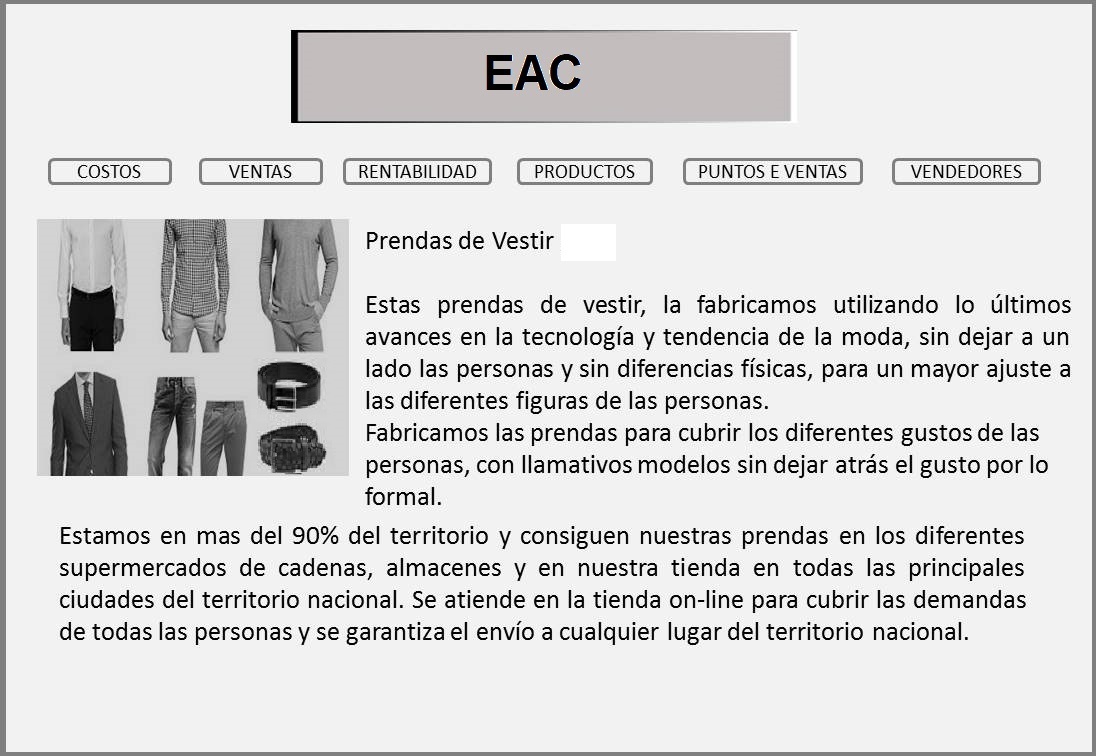 EAC
COSTOS
VENTAS
RENTABILIDAD
PRODUCTOS
PUNTOS E VENTAS
VENDEDORES
Prendas de Vestir
Estas prendas de vestir, la fabricamos utilizando lo últimos
avances en la tecnología y tendencia de la moda, sin dejar a un
lado las personas y sin diferencias físicas, para un mayor ajuste a
las diferentes figuras de las personas.
Fabricamos las prendas para cubrir los diferentes gustos de las
personas, con llamativos modelos sin dejar atrás el gusto por lo
formal.
Estamos en mas del 90% del territorio y consiguen nuestras prendas en los diferentes
supermercados de cadenas, almacenes y en nuestra tienda en todas las principales
ciudades del territorio nacional. Se atiende en la tienda on-line para cubrir las demandas
de todas las personas y se garantiza el envío a cualquier lugar del territorio nacional.